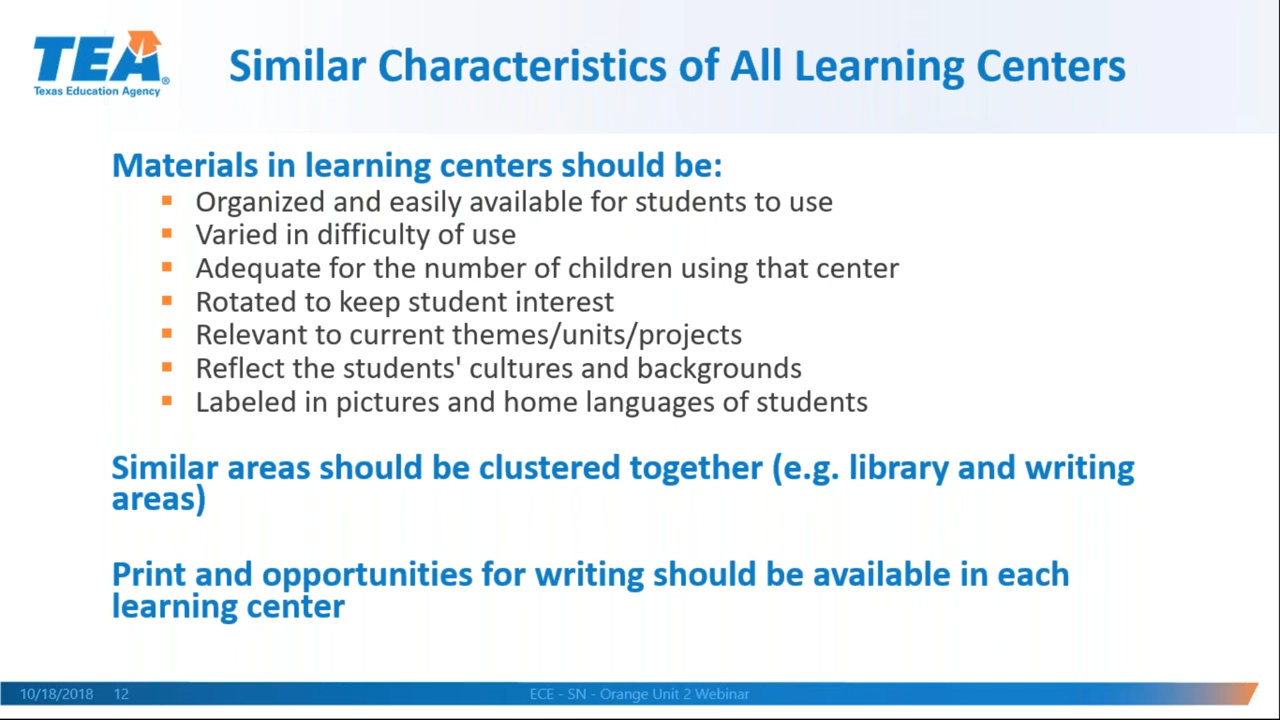 TEA®
Texas Education Agency
Similar Characteristics of All Learning Centers
Materials in learning centers should be:
Organized and easily available for students to use
Varied in difficulty of use
Adequate for the number of children using that center
Rotated to keep student interest
Relevant to current themes/units/projects
Reflect the students' cultures and backgrounds
Labeled in pictures and home languages of students
Similar areas should be clustered together (e.g. library and writing
areas)
Print and opportunities for writing should be available in each
learning center
10/18/2018 12 ECE - SN - Orange Unit 2 Webinar